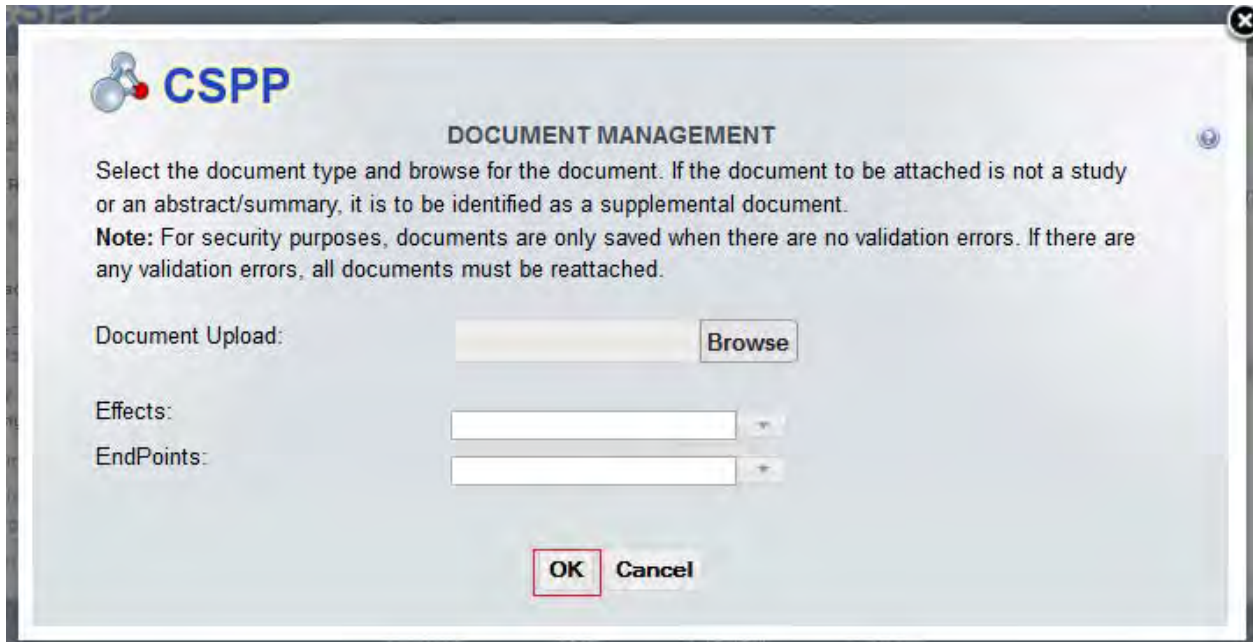 CSPP
DOCUMENT MANAGEMENT
Select the document type and browse for the document. If the document to be attached is not a study
or an abstract/summary, it is to be identified as a supplemental document.
Note: For security purposes, documents are only saved when there are no validation errors. If there are
any validation errors, all documents must be reattached.
Document Upload:
Browse
Effects:
EndPoints:
OK Cancel